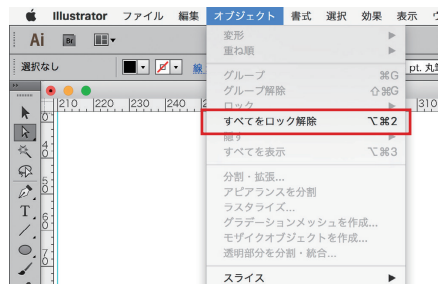 Illustrator ファイル 編集 オブジェクト 書式 選択 効果 表示
Ai Br
選択なし 線 pt. 丸
210 220 230 240 310
変形
重ね順
グループ ⌘G
グループ解除 ⇧⌘G
ロック
すべてをロック解除 ⌥⌘2
隠す
すべてを表示 ⌥⌘3
分割・拡張...
アピアランスを分割
ラスタライズ...
グラデーションメッシュを作成...
モザイクオブジェクトを作成...
透明部分を分割・統合...
スライス